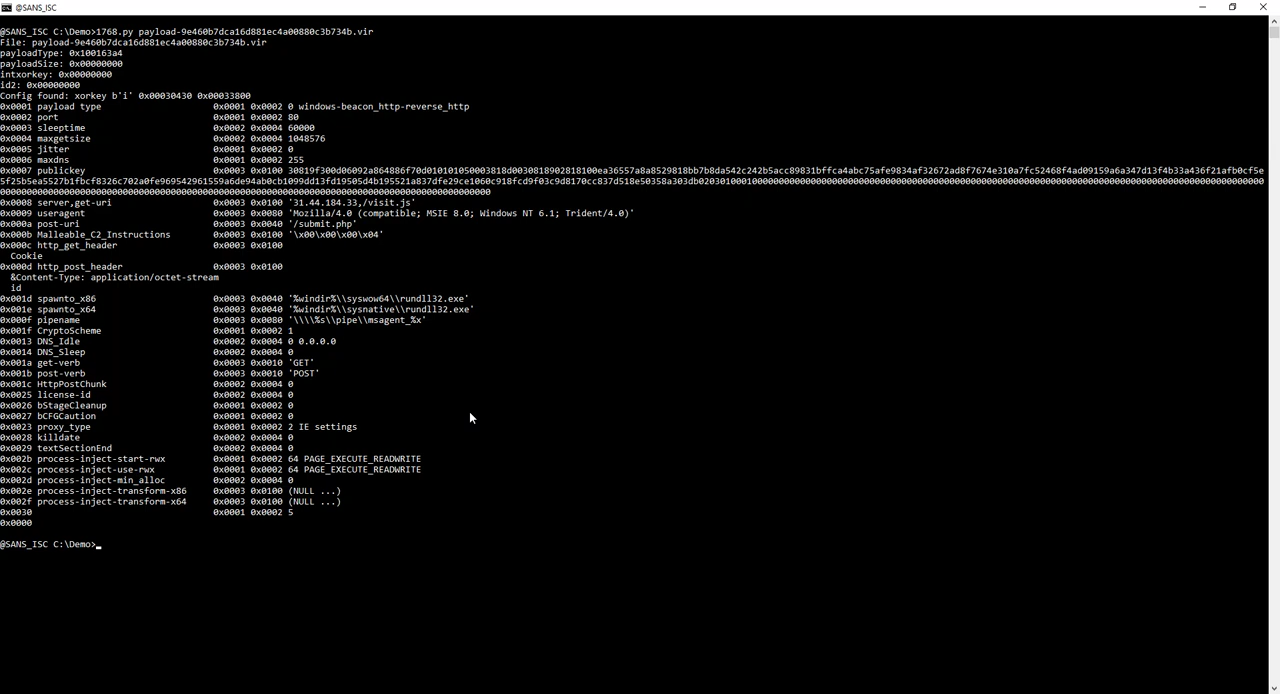 @SANS_ISC
@SANS_ISC C:\Demo>1768.py payload-9e460b7dca16d881ec4a00880c3b734b.vir
File: payload-9e460b7dca16d881ec4a00880c3b734b.vir
payloadType: 0x100163a4
payloadSize: 0x00000000
intxorkey: 0x00000000
id2: 0x00000000
Config found: xorkey b'i' 0x00030430 0x00033800
0x0001 payload type 0x0001 0x0002 0 windows-beacon_http-reverse_http
0x0002 port 0x0001 0x0002 80
0x0003 sleeptime 0x0002 0x0004 60000
0x0004 maxgetsize 0x0002 0x0004 1048576
0x0005 jitter 0x0001 0x0002 0
0x0006 maxdns 0x0001 0x0002 255
0x0007 publickey 0x0003 0x0100
0x0008 server,get-uri 0x0003 0x0100 '31.44.184.33,/visit.js'
0x0009 useragent 0x0003 0x0080 'Mozilla/4.0 (compatible; MSIE 8.0; Windows NT 6.1; Trident/4.0)'
0x000a post-uri 0x0003 0x0040 '/submit.php'
0x000b Malleable_C2_Instructions 0x0003 0x0100 '\x00\x00\x00\x04'
0x000c http_get_header 0x0003 0x0100
Cookie
0x000d http_post_header 0x0003 0x0100
&Content-Type: application/octet-stream
id
0x001d spawnto_x86 0x0003 0x0040 '%windir%\\syswow64\\rundll32.exe'
0x001e spawnto_x64 0x0003 0x0040 '%windir%\\sysnative\\rundll32.exe'
0x000f pipename 0x0003 0x0080 '\\\\%s\\pipe\\msagent_%x'
0x001f CryptoScheme 0x0001 0x0002 1
0x0013 DNS_Idle 0x0002 0x0004 0 0.0.0.0
0x0014 DNS_Sleep 0x0002 0x0004 0
0x001a get-verb 0x0003 0x0010 'GET'
0x001b post-verb 0x0003 0x0010 'POST'
0x001c HttpPostChunk 0x0002 0x0004 0
0x0025 license-id 0x0002 0x0004 0
0x0026 bStageCleanup 0x0001 0x0002 0
0x0027 bCFGCaution 0x0001 0x0002 0
0x0023 proxy_type 0x0001 0x0002 2 IE settings
0x0028 killdate 0x0002 0x0004 0
0x0029 textSectionEnd 0x0002 0x0004 0
0x002b process-inject-start-rwx 0x0001 0x0002 64 PAGE_EXECUTE_READWRITE
0x002c process-inject-use-rwx 0x0001 0x0002 64 PAGE_EXECUTE_READWRITE
0x002d process-inject-min_alloc 0x0002 0x0004 0
0x002e process-inject-transform-x86 0x0003 0x0100 (NULL ...)
0x002f process-inject-transform-x64 0x0003 0x0100 (NULL ...)
0x0030 0x0001 0x0002 5
0x0000
@SANS_ISC C:\Demo>